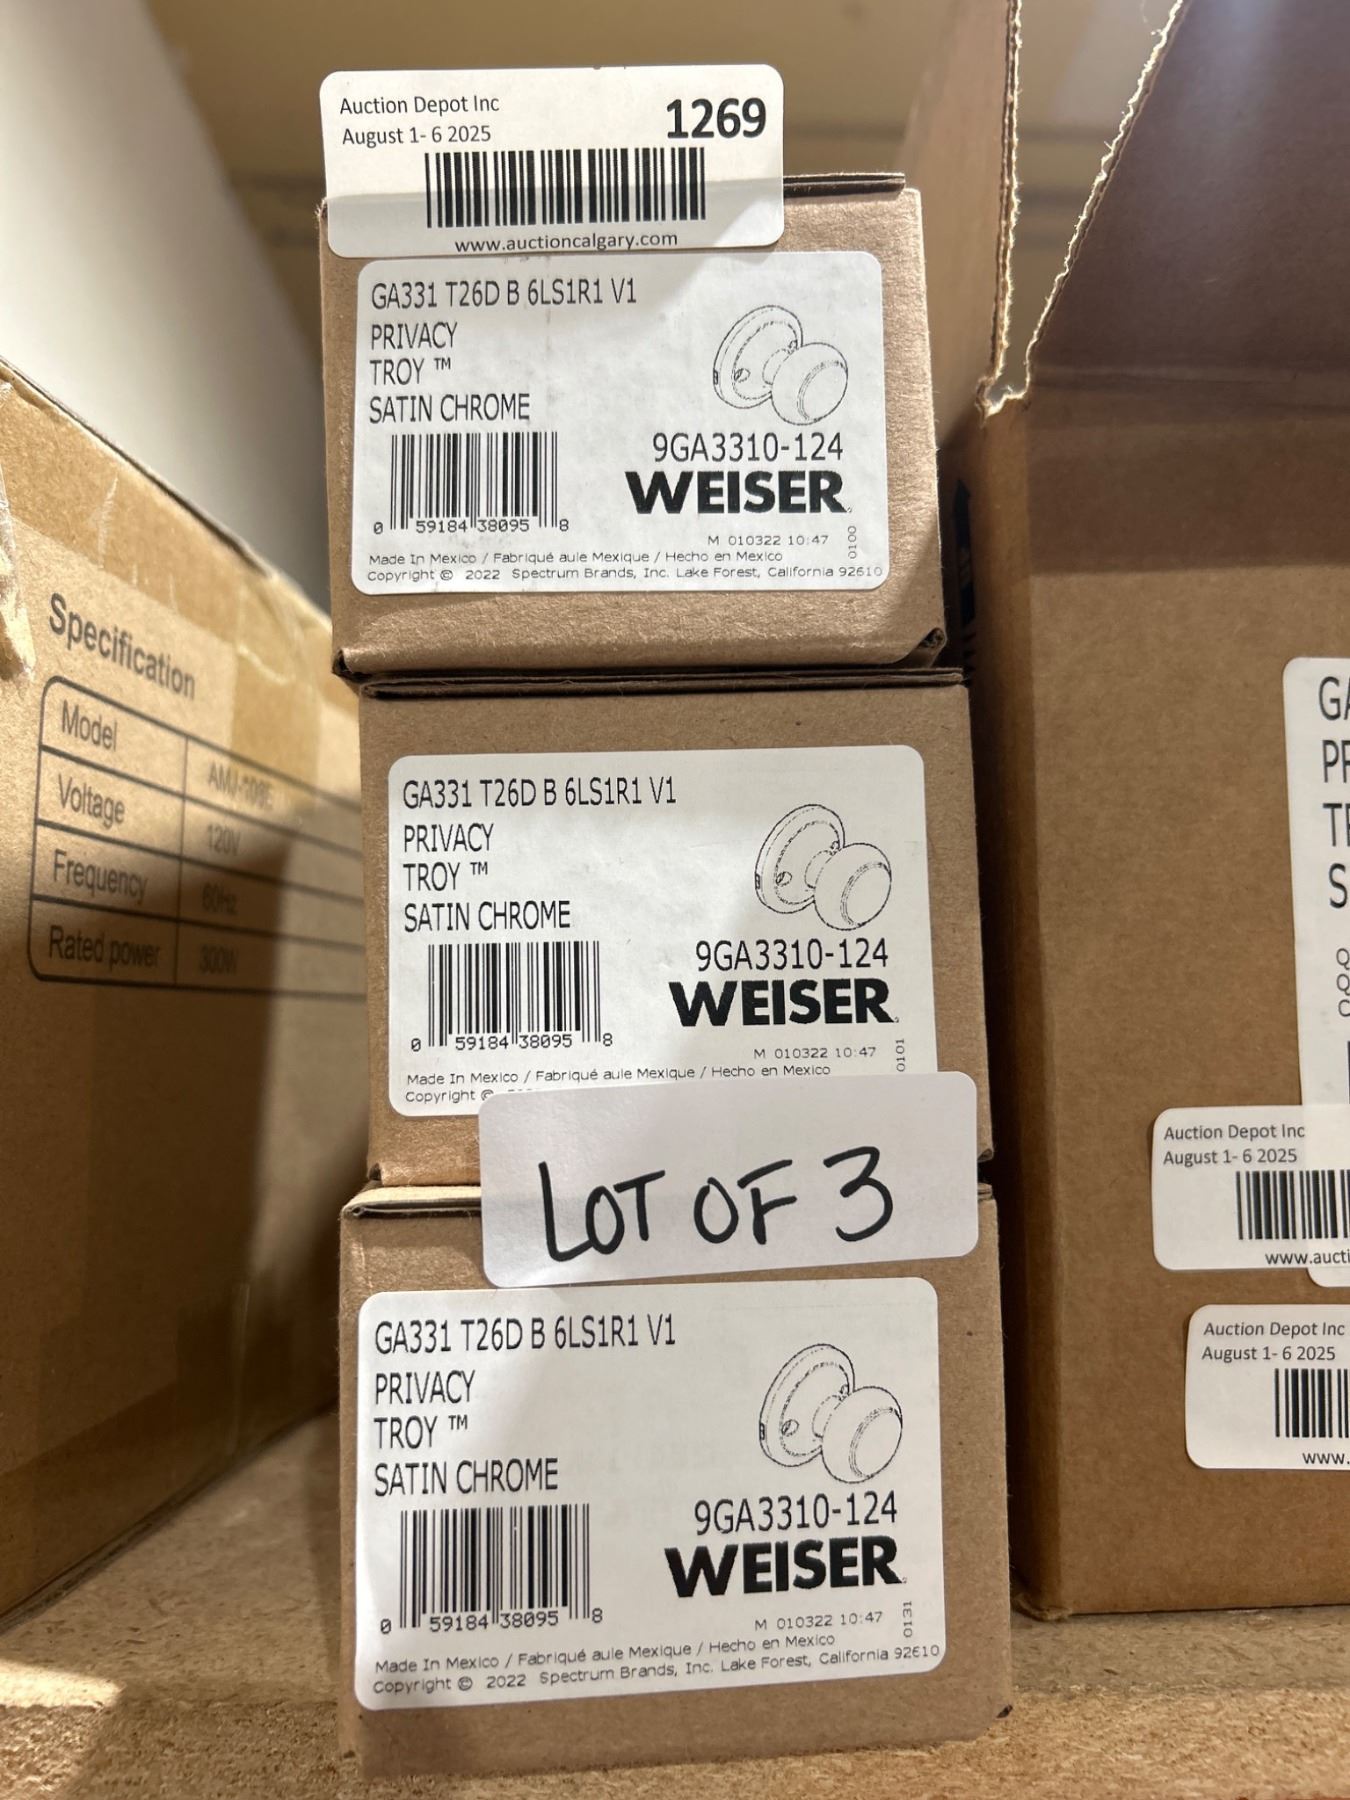 Auction Depot Inc
August 1- 6 2025
1269
www.auctioncalgary.com
GA331 T26D B 6LS1R1 V1
PRIVACY
TROY ™
SATIN CHROME
9GA3310-124
WEISER
0 59184 38095 8
M 010322 10:47
0100
Made In Mexico / Fabriqué aule Mexique / Hecho en Mexico
Copyright © 2022 Spectrum Brands, Inc. Lake Forest, California 92610
GA331 T26D B 6LS1R1 V1
PRIVACY
TROY ™
SATIN CHROME
9GA3310-124
WEISER
0 59184 38095 8
M 010322 10:47
0101
Made In Mexico / Fabriqué aule Mexique / Hecho en Mexico
Copyright ©
LOT OF 3
GA331 T26D B 6LS1R1 V1
PRIVACY
TROY ™
SATIN CHROME
9GA3310-124
WEISER
0 59184 38095 8
M 010322 10:47
0131
Made In Mexico / Fabriqué aule Mexique / Hecho en Mexico
Copyright © 2022 Spectrum Brands, Inc. Lake Forest, California 92610
Specification
Model
Voltage 120V
Frequency 60Hz
Rated power 300W
Auction Depot Inc
August 1- 6 2025
Auction Depot Inc
August 1- 6 2025